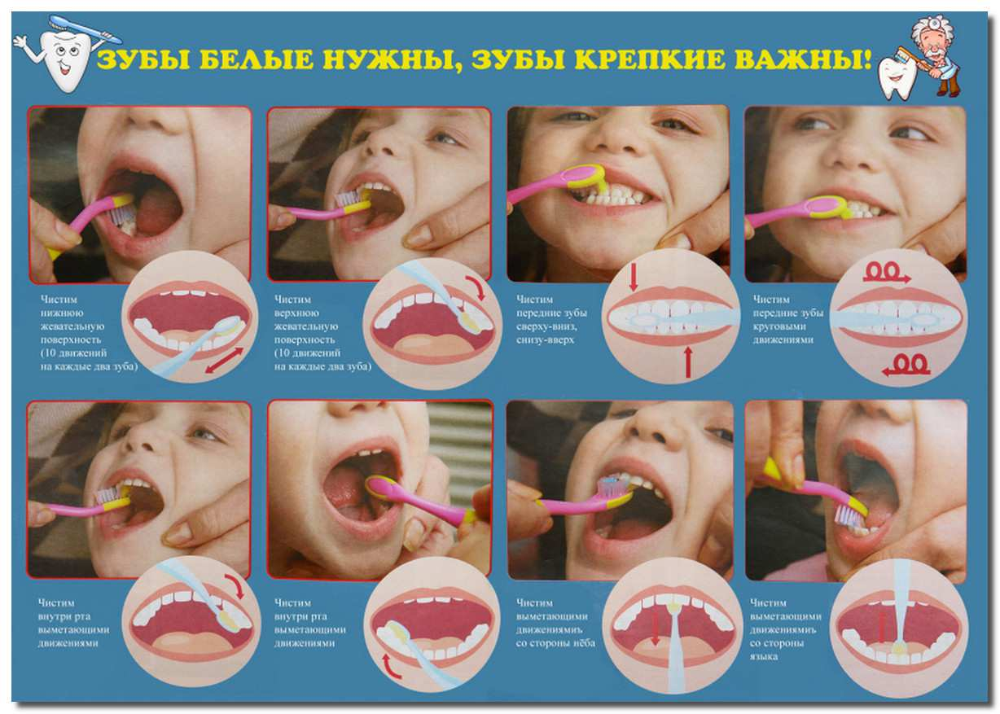 ЗУБЫ БЕЛЫЕ НУЖНЫ, ЗУБЫ КРЕПКИЕ ВАЖНЫ!
Чистим
нижнюю
жевательную
поверхность
(10 движений
на каждые два зуба)
Чистим
верхнюю
жевательную
поверхность
(10 движений
на каждые два зуба)
Чистим
передние зубы
сверху-вниз,
снизу-вверх
Чистим
передние зубы
круговыми
движениями
Чистим
внутри рта
выметающими
движениями
Чистим
внутри рта
выметающими
движениями
Чистим
выметающими
движениямиъ
со стороны нёба
Чистим
выметающими
движениямиъ
со стороны
языка